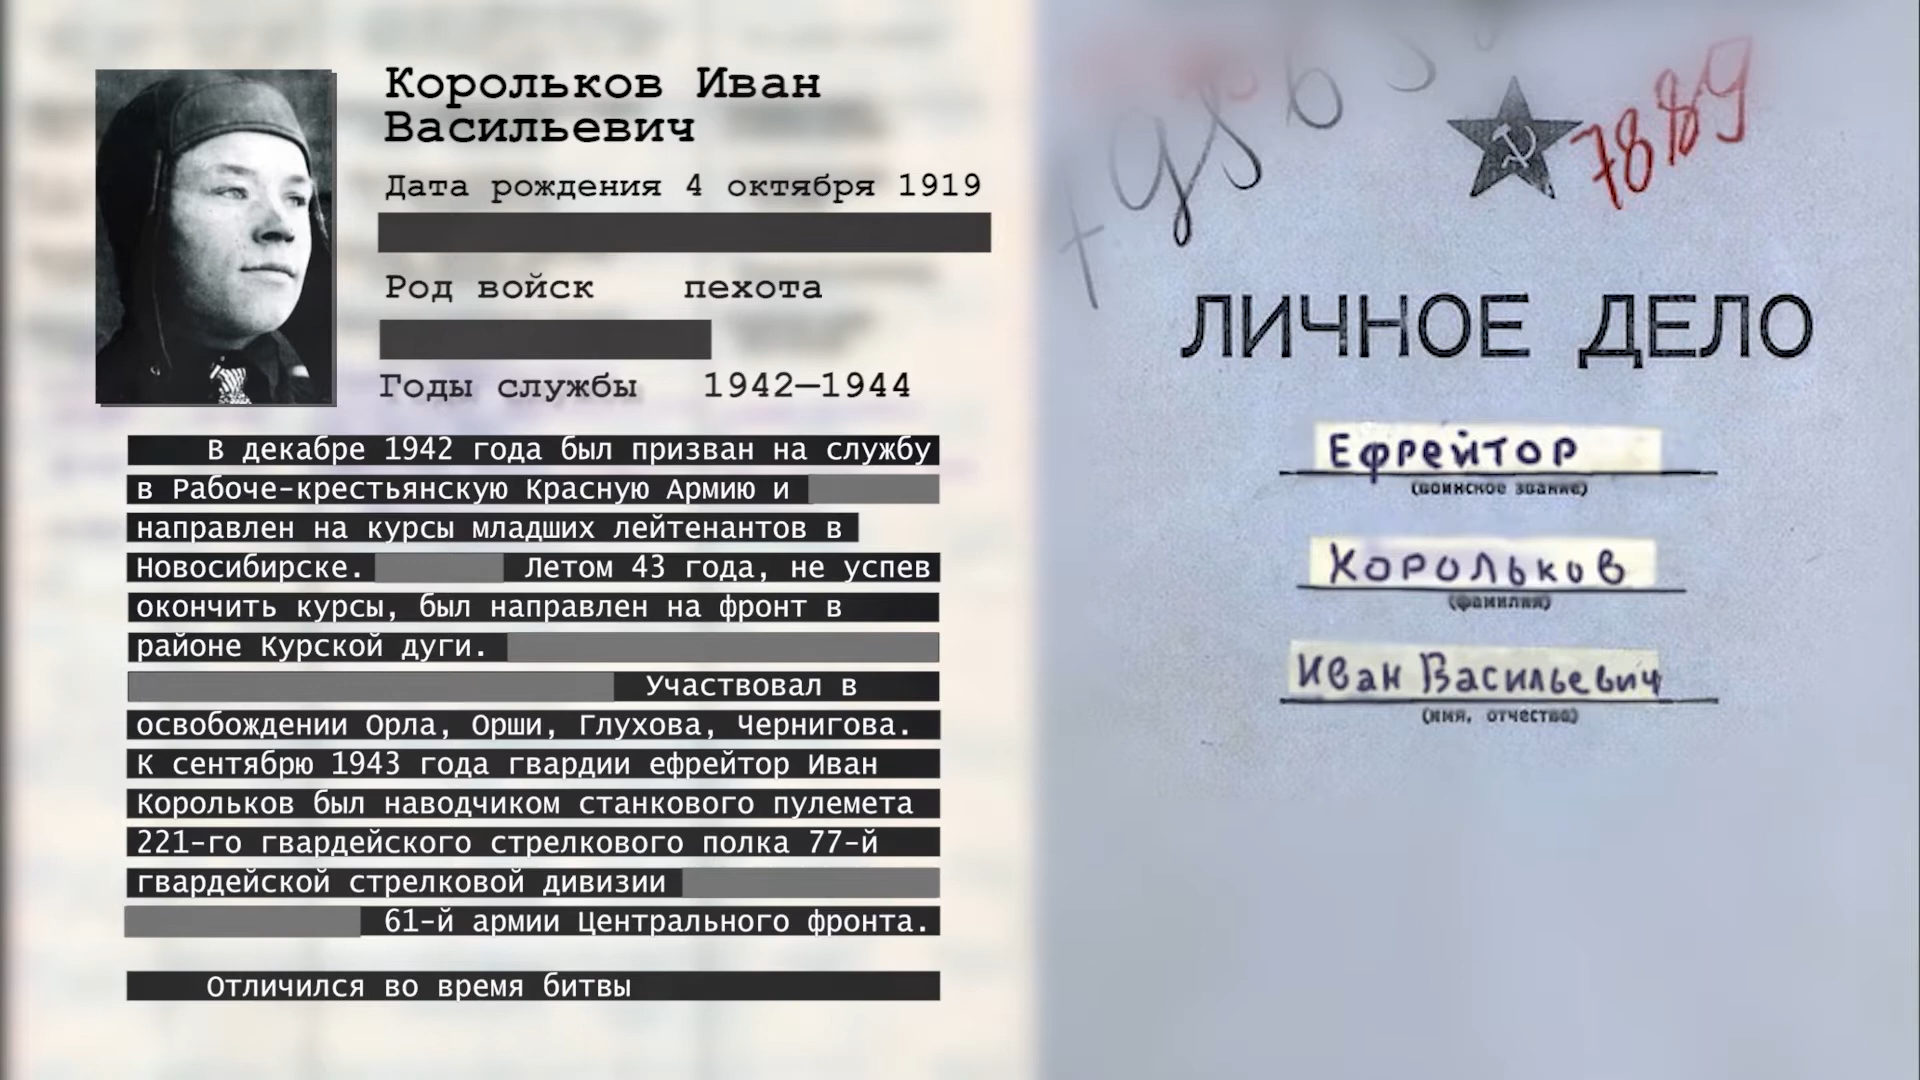 Корольков Иван
Васильевич
Дата рождения 4 октября 1919
Род войск пехота
Годы службы 1942—1944
В декабре 1942 года был призван на службу
в Рабоче-крестьянскую Красную Армию и
направлен на курсы младших лейтенантов в
Новосибирске. Летом 43 года, не успев
окончить курсы, был направлен на фронт в
районе Курской дуги.
Участвовал в
освобождении Орла, Орши, Глухова, Чернигова.
К сентябрю 1943 года гвардии ефрейтор Иван
Корольков был наводчиком станкового пулемета
221-го гвардейского стрелкового полка 77-й
гвардейской стрелковой дивизии
61-й армии Центрального фронта.
Отличился во время битвы
7889
ЛИЧНОЕ ДЕЛО
Ефрейтор
(воинское звание)
Корольков
(фамилия)
Иван Васильевич
(имя, отчество)